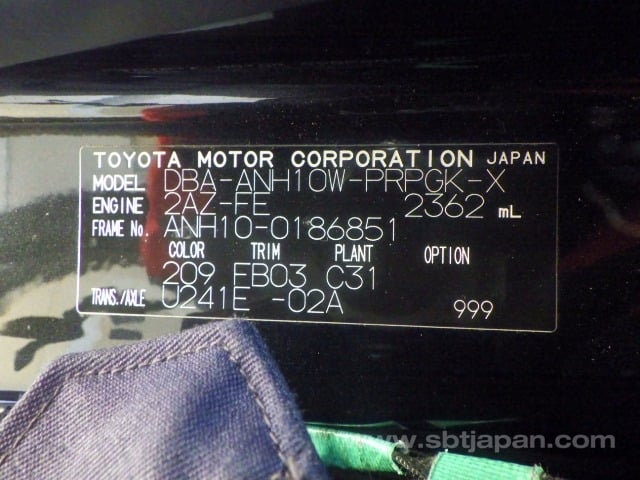 TOYOTA MOTOR CORPORATION JAPAN
MODEL DBA-ANH10W-PRPGK-X
ENGINE 2AZ-FE 2362 mL
FRAME No. ANH10-0186851
COLOR TRIM PLANT OPTION
209 FB03 C31
TRANS./AXLE U241E -02A 999
www.sbtjapan.com